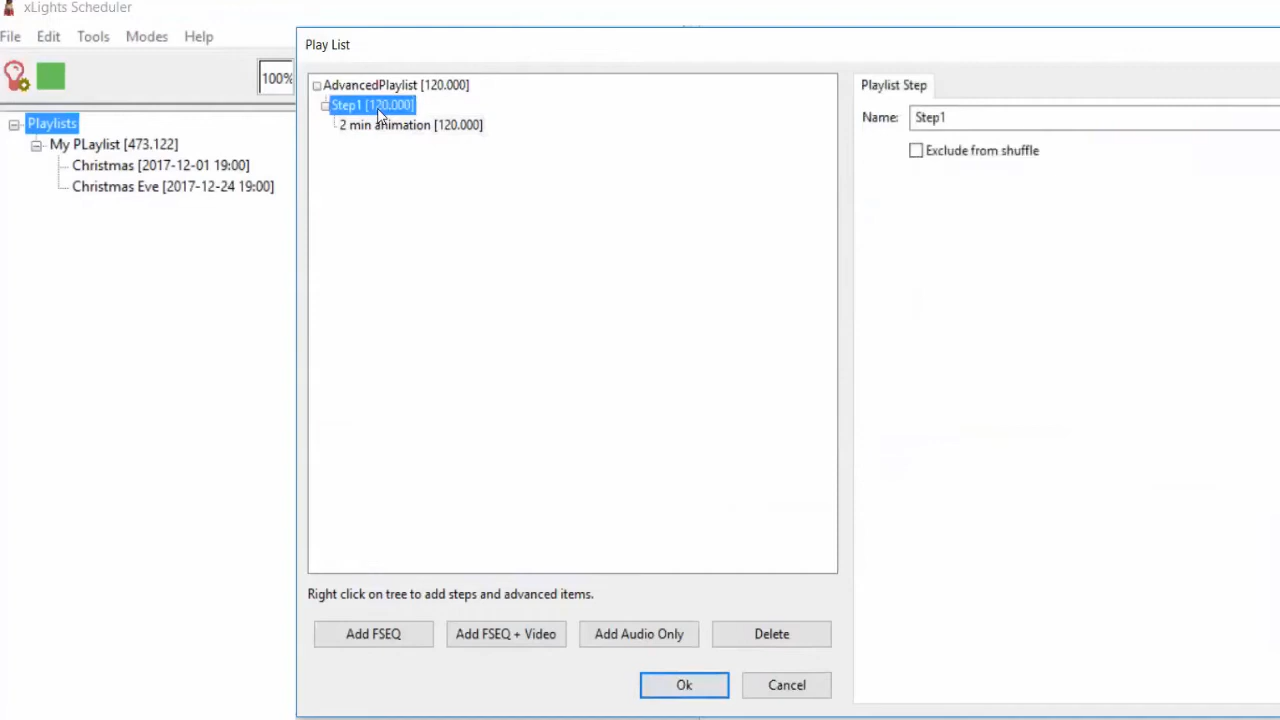 xLights Scheduler
File Edit Tools Modes Help
100%
Playlists
My PLaylist [473.122]
Christmas [2017-12-01 19:00]
Christmas Eve [2017-12-24 19:00]
Play List
AdvancedPlaylist [120.000]
Step1 [120.000]
2 min animation [120.000]
Right click on tree to add steps and advanced items.
Add FSEQ Add FSEQ + Video Add Audio Only Delete
Ok Cancel
Playlist Step
Name: Step1
Exclude from shuffle